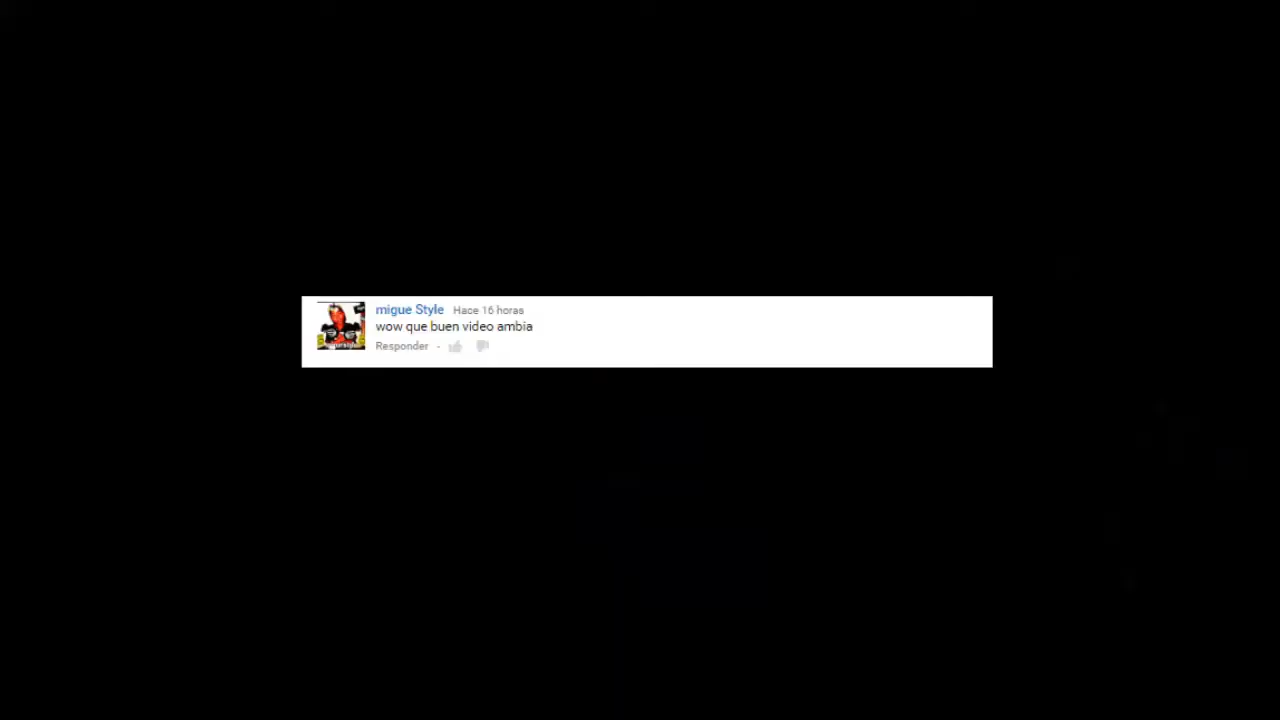 migue Style Hace 16 horas
wow que buen video ambia
Responder -